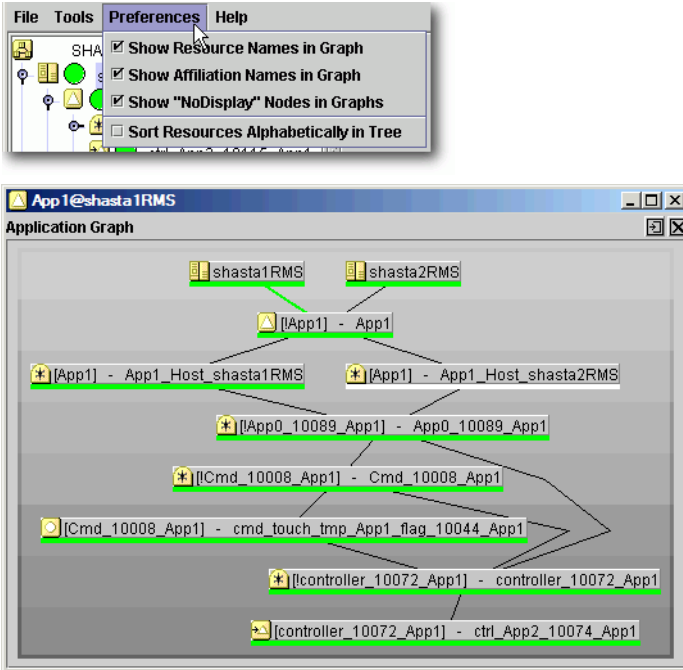 File Tools Preferences Help
SHA
Show Resource Names in Graph
Show Affiliation Names in Graph
Show "NoDisplay" Nodes in Graphs
Sort Resources Alphabetically in Tree
App1@shasta1RMS
Application Graph
shasta1RMS shasta2RMS
[!App1] - App1
[App1] - App1_Host_shasta1RMS [App1] - App1_Host_shasta2RMS
[!App0_10089_App1] - App0_10089_App1
[!Cmd_10008_App1] - Cmd_10008_App1
[Cmd_10008_App1] - cmd_touch_tmp_App1_flag_10044_App1
[!controller_10072_App1] - controller_10072_App1
[controller_10072_App1] - ctrl_App2_10074_App1